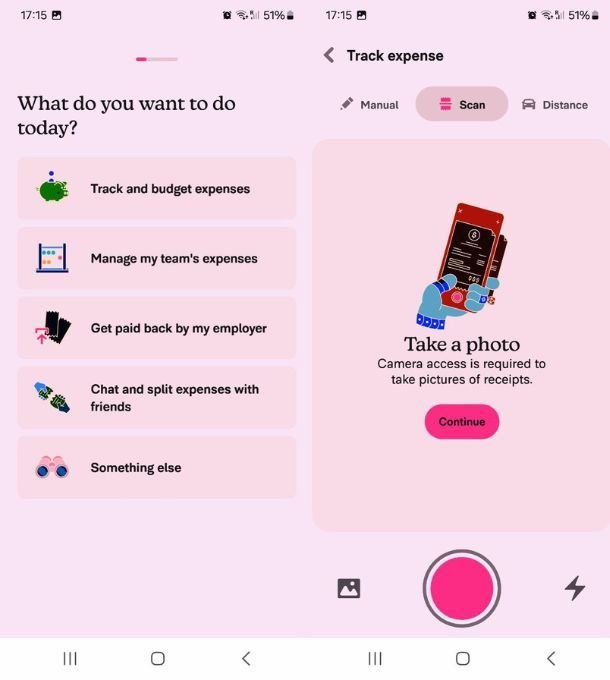 17:15
51%
What do you want to do
today?
Track and budget expenses
Manage my team's expenses
Get paid back by my employer
Chat and split expenses with
friends
Something else
17:15
51%
Track expense
Manual
Scan
Distance
$
Take a photo
Camera access is required to
take pictures of receipts.
Continue